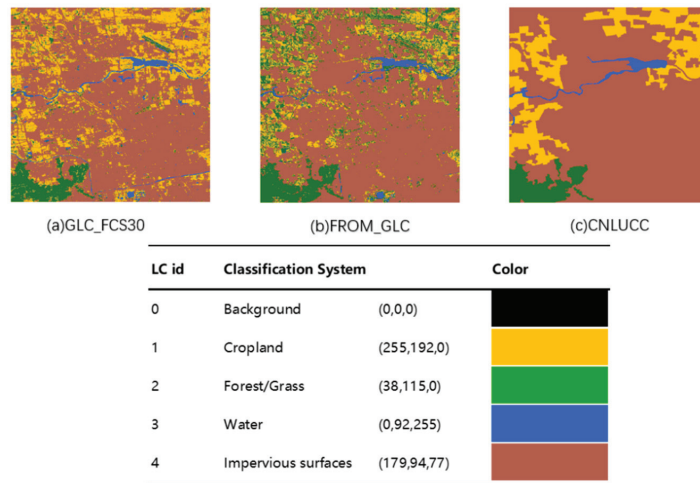 (a)GLC_FCS30 (b)FROM_GLC (c)CNLUCC
LC id Classification System Color
0 Background (0,0,0)
1 Cropland (255,192,0)
2 Forest/Grass (38,115,0)
3 Water (0,92,255)
4 Impervious surfaces (179,94,77)